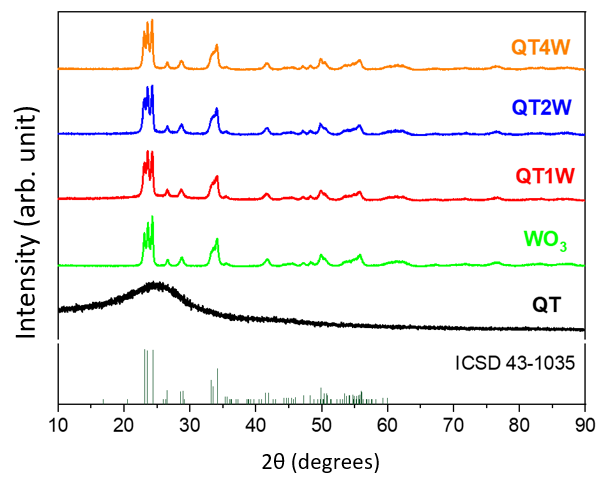 QT4W
QT2W
QT1W
WO₃
QT
ICSD 43-1035
Intensity (arb. unit)
10 20 30 40 50 60 70 80 90
2θ (degrees)